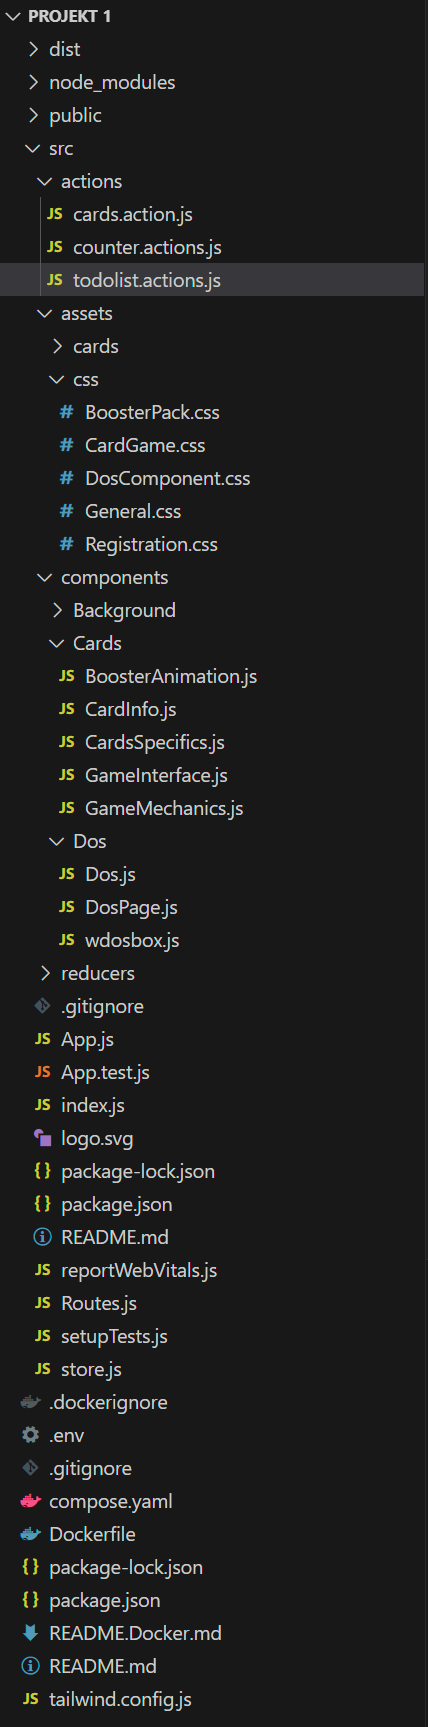 PROJEKT 1
dist
node_modules
public
src
actions
JS cards.action.js
JS counter.actions.js
JS todolist.actions.js
assets
cards
css
# BoosterPack.css
# CardGame.css
# DosComponent.css
# General.css
# Registration.css
components
Background
Cards
JS BoosterAnimation.js
JS CardInfo.js
JS CardsSpecifics.js
JS GameInterface.js
JS GameMechanics.js
Dos
JS Dos.js
JS DosPage.js
JS wdosbox.js
reducers
.gitignore
JS App.js
JS App.test.js
JS index.js
logo.svg
{} package-lock.json
{} package.json
README.md
JS reportWebVitals.js
JS Routes.js
JS setupTests.js
JS store.js
.dockerignore
.env
.gitignore
compose.yaml
Dockerfile
{} package-lock.json
{} package.json
README.Docker.md
README.md
JS tailwind.config.js